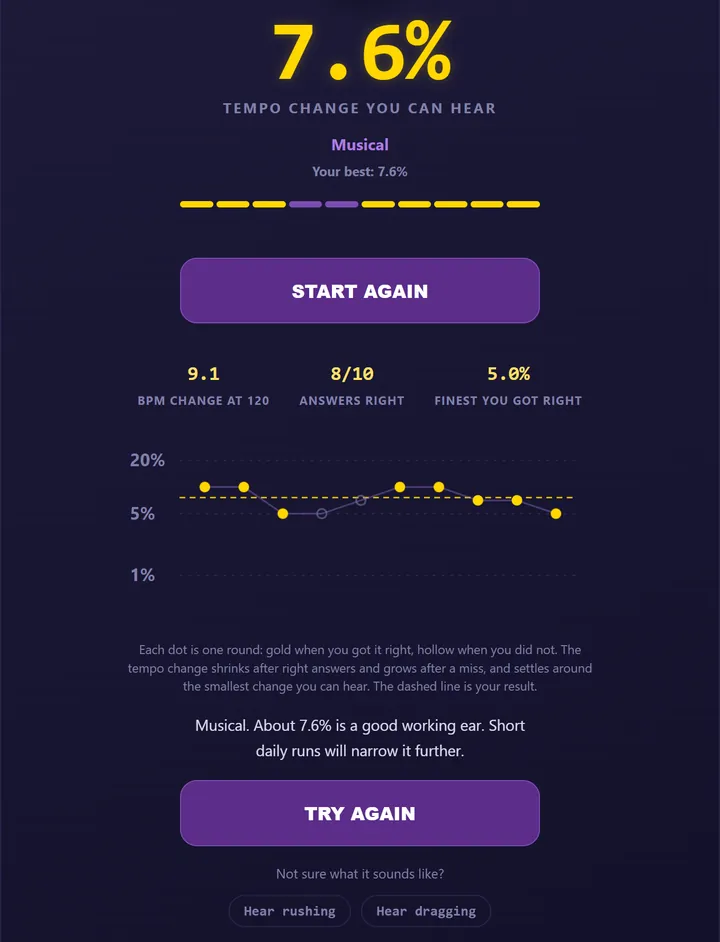 7.6%
TEMPO CHANGE YOU CAN HEAR
Musical
Your best: 7.6%
START AGAIN
9.1 8/10 5.0%
BPM CHANGE AT 120 ANSWERS RIGHT FINEST YOU GOT RIGHT
20%
5%
1%
Each dot is one round: gold when you got it right, hollow when you did not. The
tempo change shrinks after right answers and grows after a miss, and settles around
the smallest change you can hear. The dashed line is your result.
Musical. About 7.6% is a good working ear. Short
daily runs will narrow it further.
TRY AGAIN
Not sure what it sounds like?
Hear rushing Hear dragging